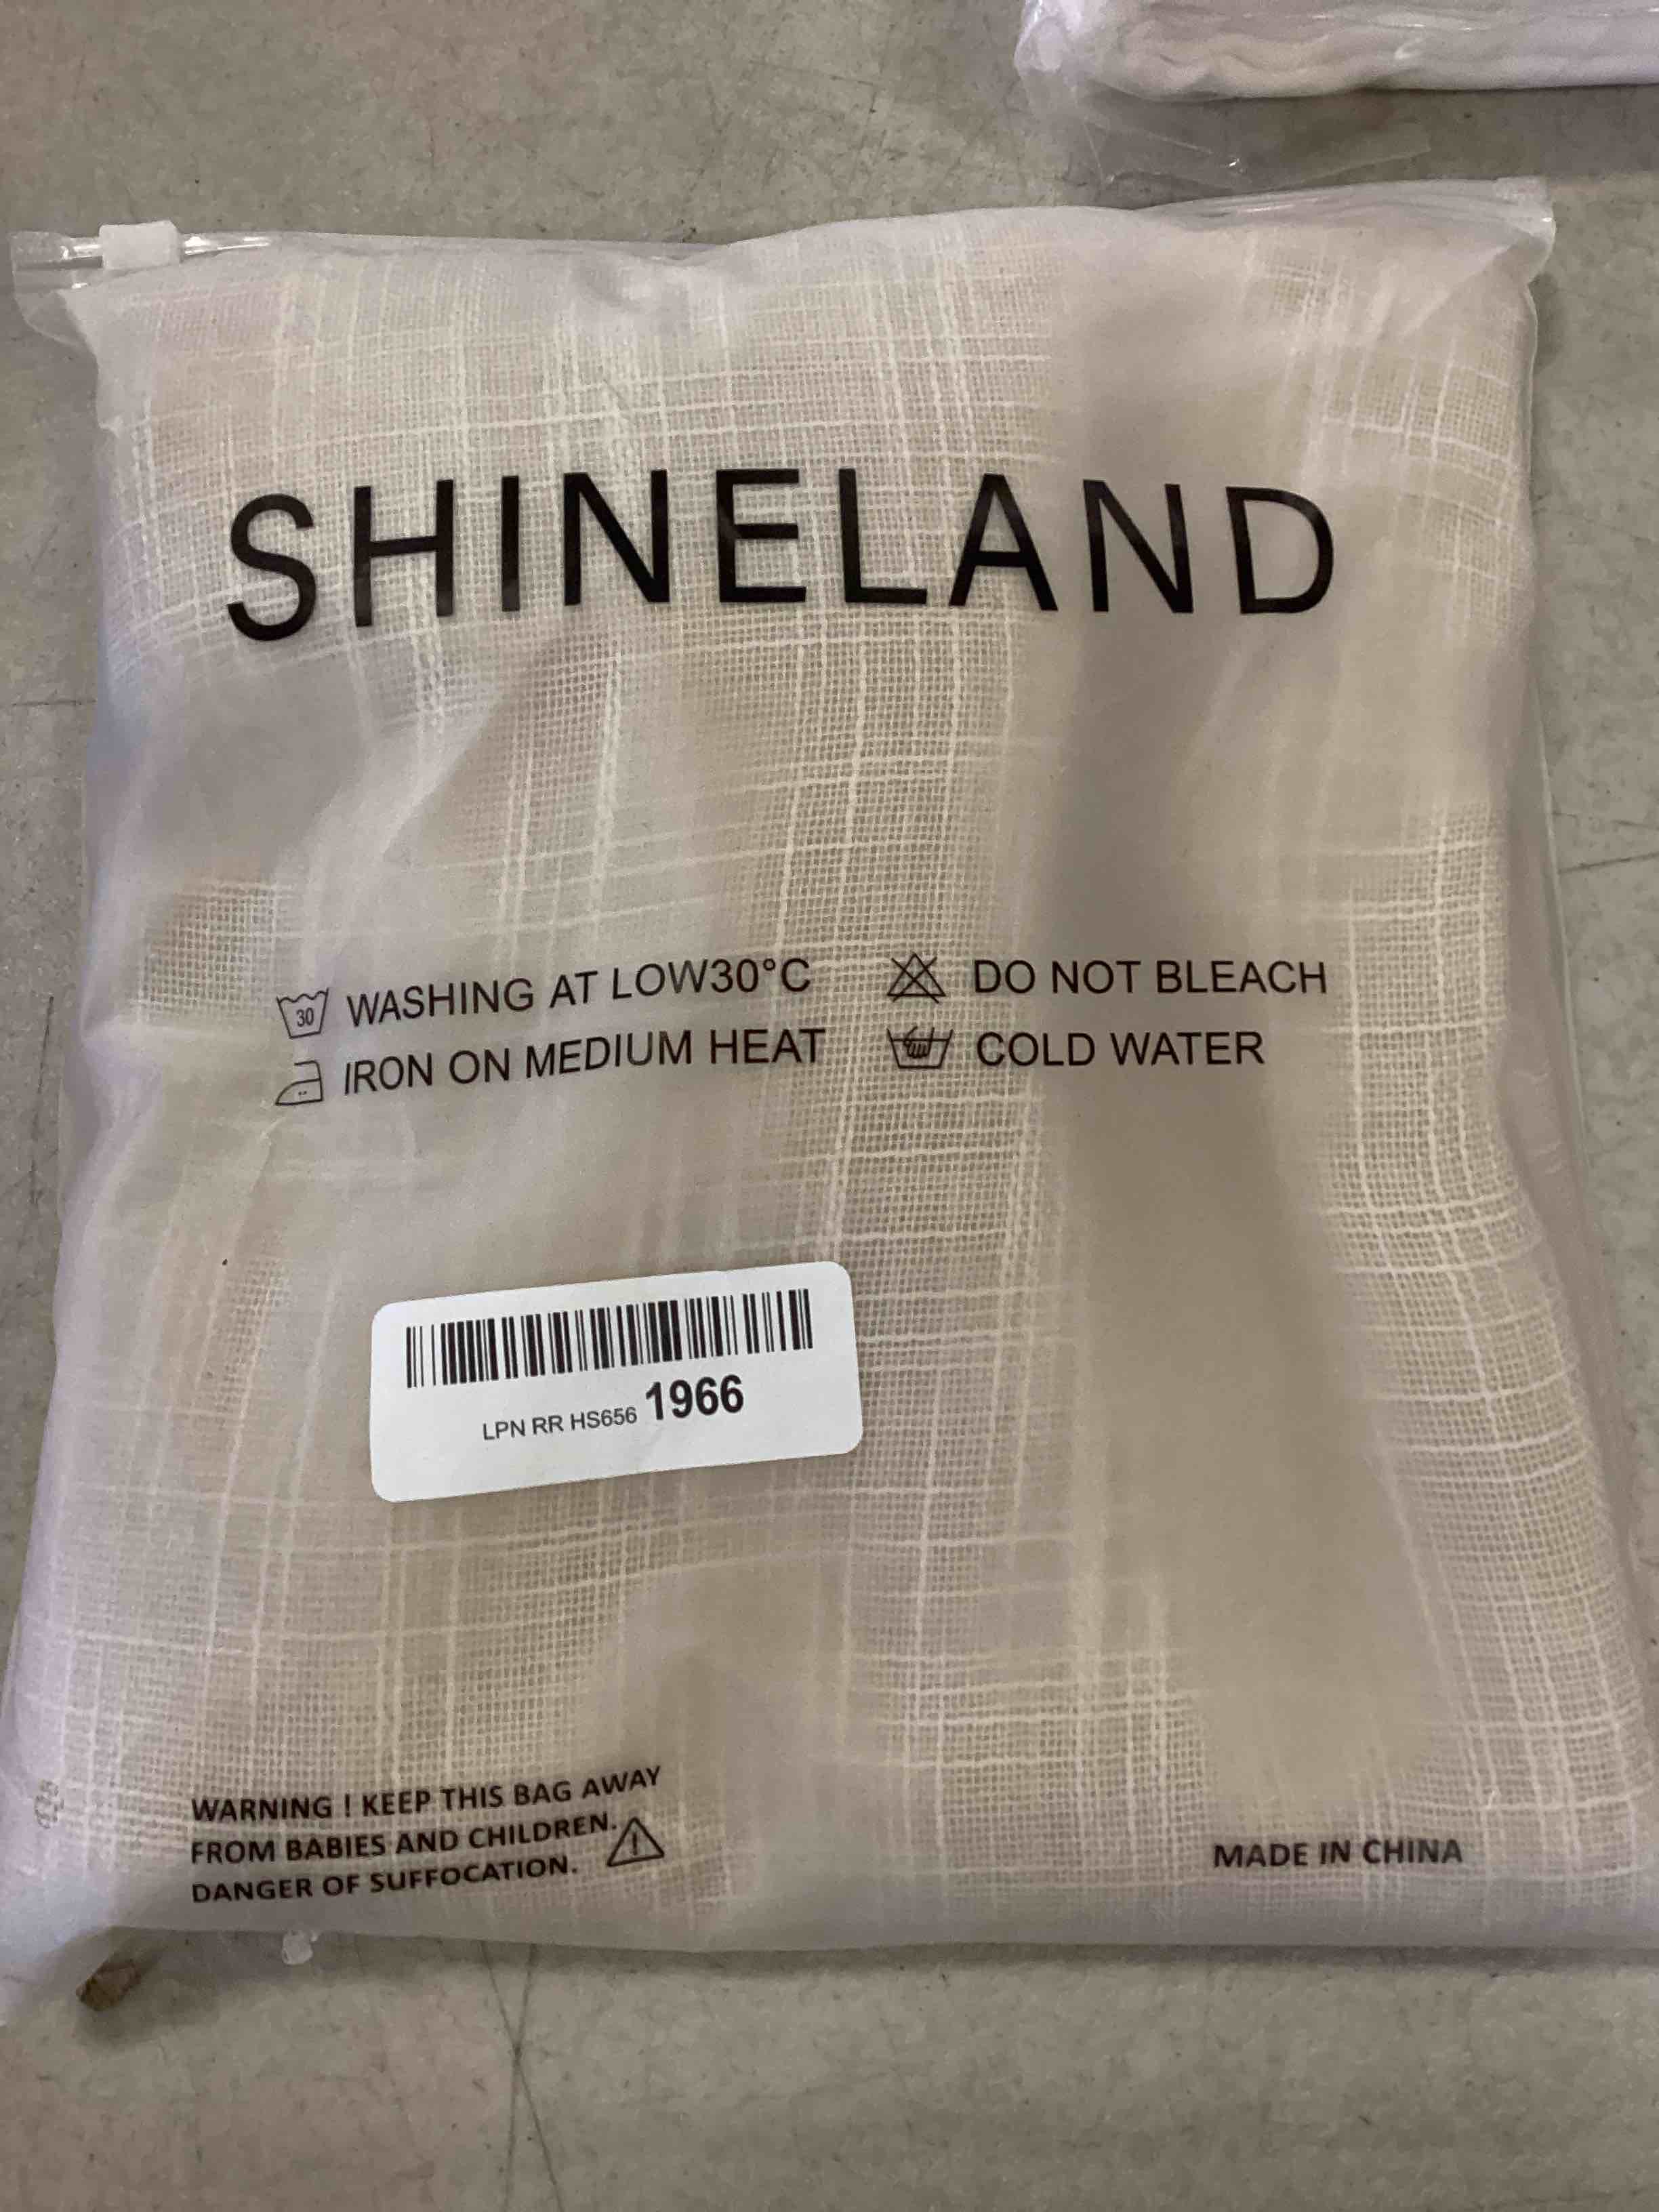 SHINELAND
30 WASHING AT LOW30°C
DO NOT BLEACH
IRON ON MEDIUM HEAT
COLD WATER
LPN RR HS656 1966
WARNING ! KEEP THIS BAG AWAY
FROM BABIES AND CHILDREN.
DANGER OF SUFFOCATION.
MADE IN CHINA